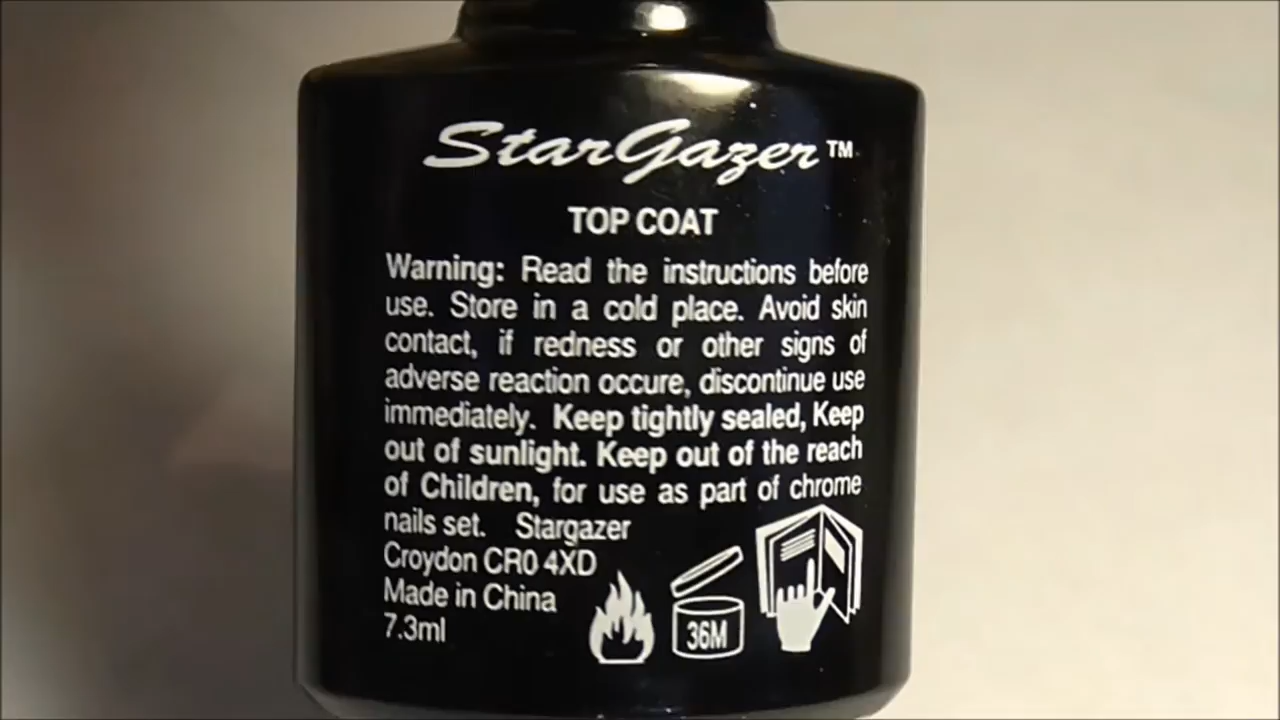 StarGazer™
TOP COAT
Warning: Read the instructions before
use. Store in a cold place. Avoid skin
contact, if redness or other signs of
adverse reaction occure, discontinue use
immediately. Keep tightly sealed, Keep
out of sunlight. Keep out of the reach
of Children, for use as part of chrome
nails set. Stargazer
Croydon CR0 4XD
Made in China
7.3ml
36M